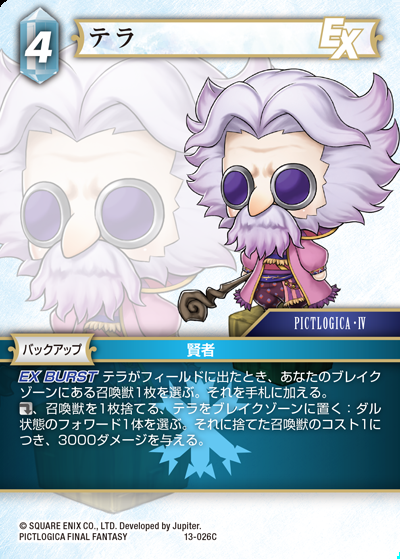 4
テラ
EX
PICTLOGICA・IV
バックアップ
賢者
EX BURST テラがフィールドに出たとき、あなたのブレイク
ゾーンにある召喚獣1枚を選ぶ。それを手札に加える。
、召喚獣を1枚捨てる、テラをブレイクゾーンに置く：ダル
状態のフォワード1体を選ぶ。それに捨てた召喚獣のコスト1に
つき、3000ダメージを与える。
© SQUARE ENIX CO., LTD. Developed by Jupiter.
PICTLOGICA FINAL FANTASY
13-026C